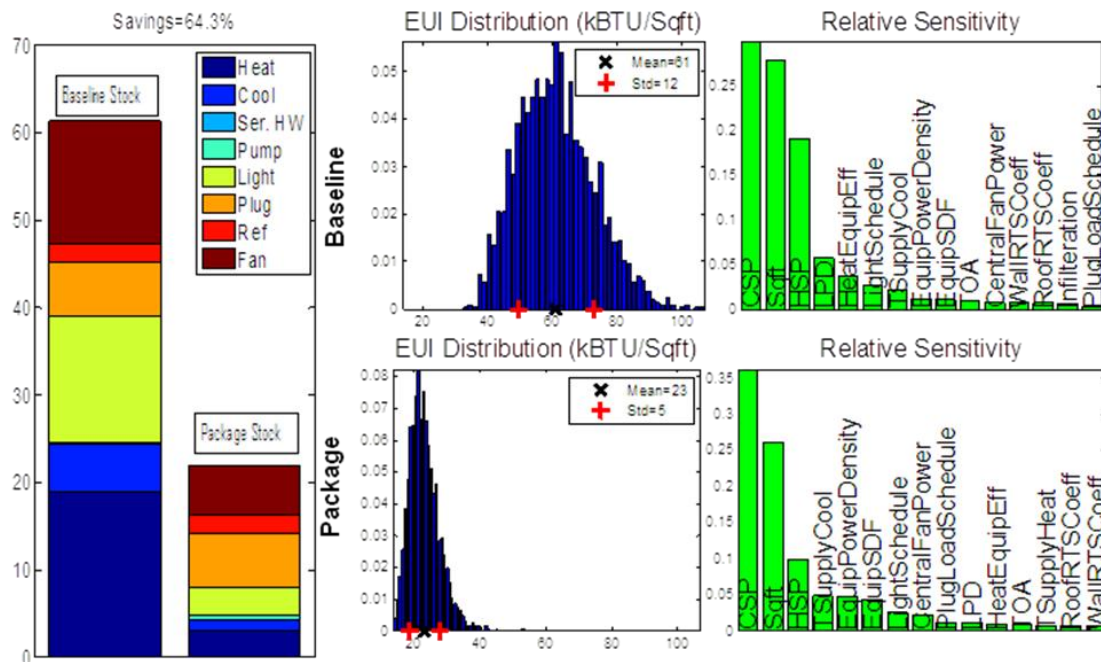 Savings=64.3%
70
60
50
40
30
20
10
0
Baseline Stock
Package Stock
Heat
Cool
Ser. HW
Pump
Light
Plug
Ref
Fan
EUI Distribution (kBTU/Sqft)
Baseline
0.05
0.04
0.03
0.02
0.01
0
20
40
60
80
100
Mean=61
Std=12
Relative Sensitivity
0.25
0.2
0.15
0.1
0.05
0
CSP
Sqft
HSP
LPD
HeatEquipEff
LightSchedule
TSupplyCool
EquipPowerDensity
EquipSDF
TOA
CentralFanPower
WallRTSCoeff
RoofRTSCoeff
Infilteration
PlugLoadSchedule
EUI Distribution (kBTU/Sqft)
Package
0.08
0.07
0.06
0.05
0.04
0.03
0.02
0.01
0
20
40
60
80
100
Mean=23
Std=5
Relative Sensitivity
0.35
0.3
0.25
0.2
0.15
0.1
0.05
0
CSP
Sqft
HSP
TSupplyCool
EquipPowerDensity
EquipSDF
LightSchedule
CentralFanPower
PlugLoadSchedule
LPD
HeatEquipEff
TOA
TSupplyHeat
RoofRTSCoeff
WallRTSCoeff